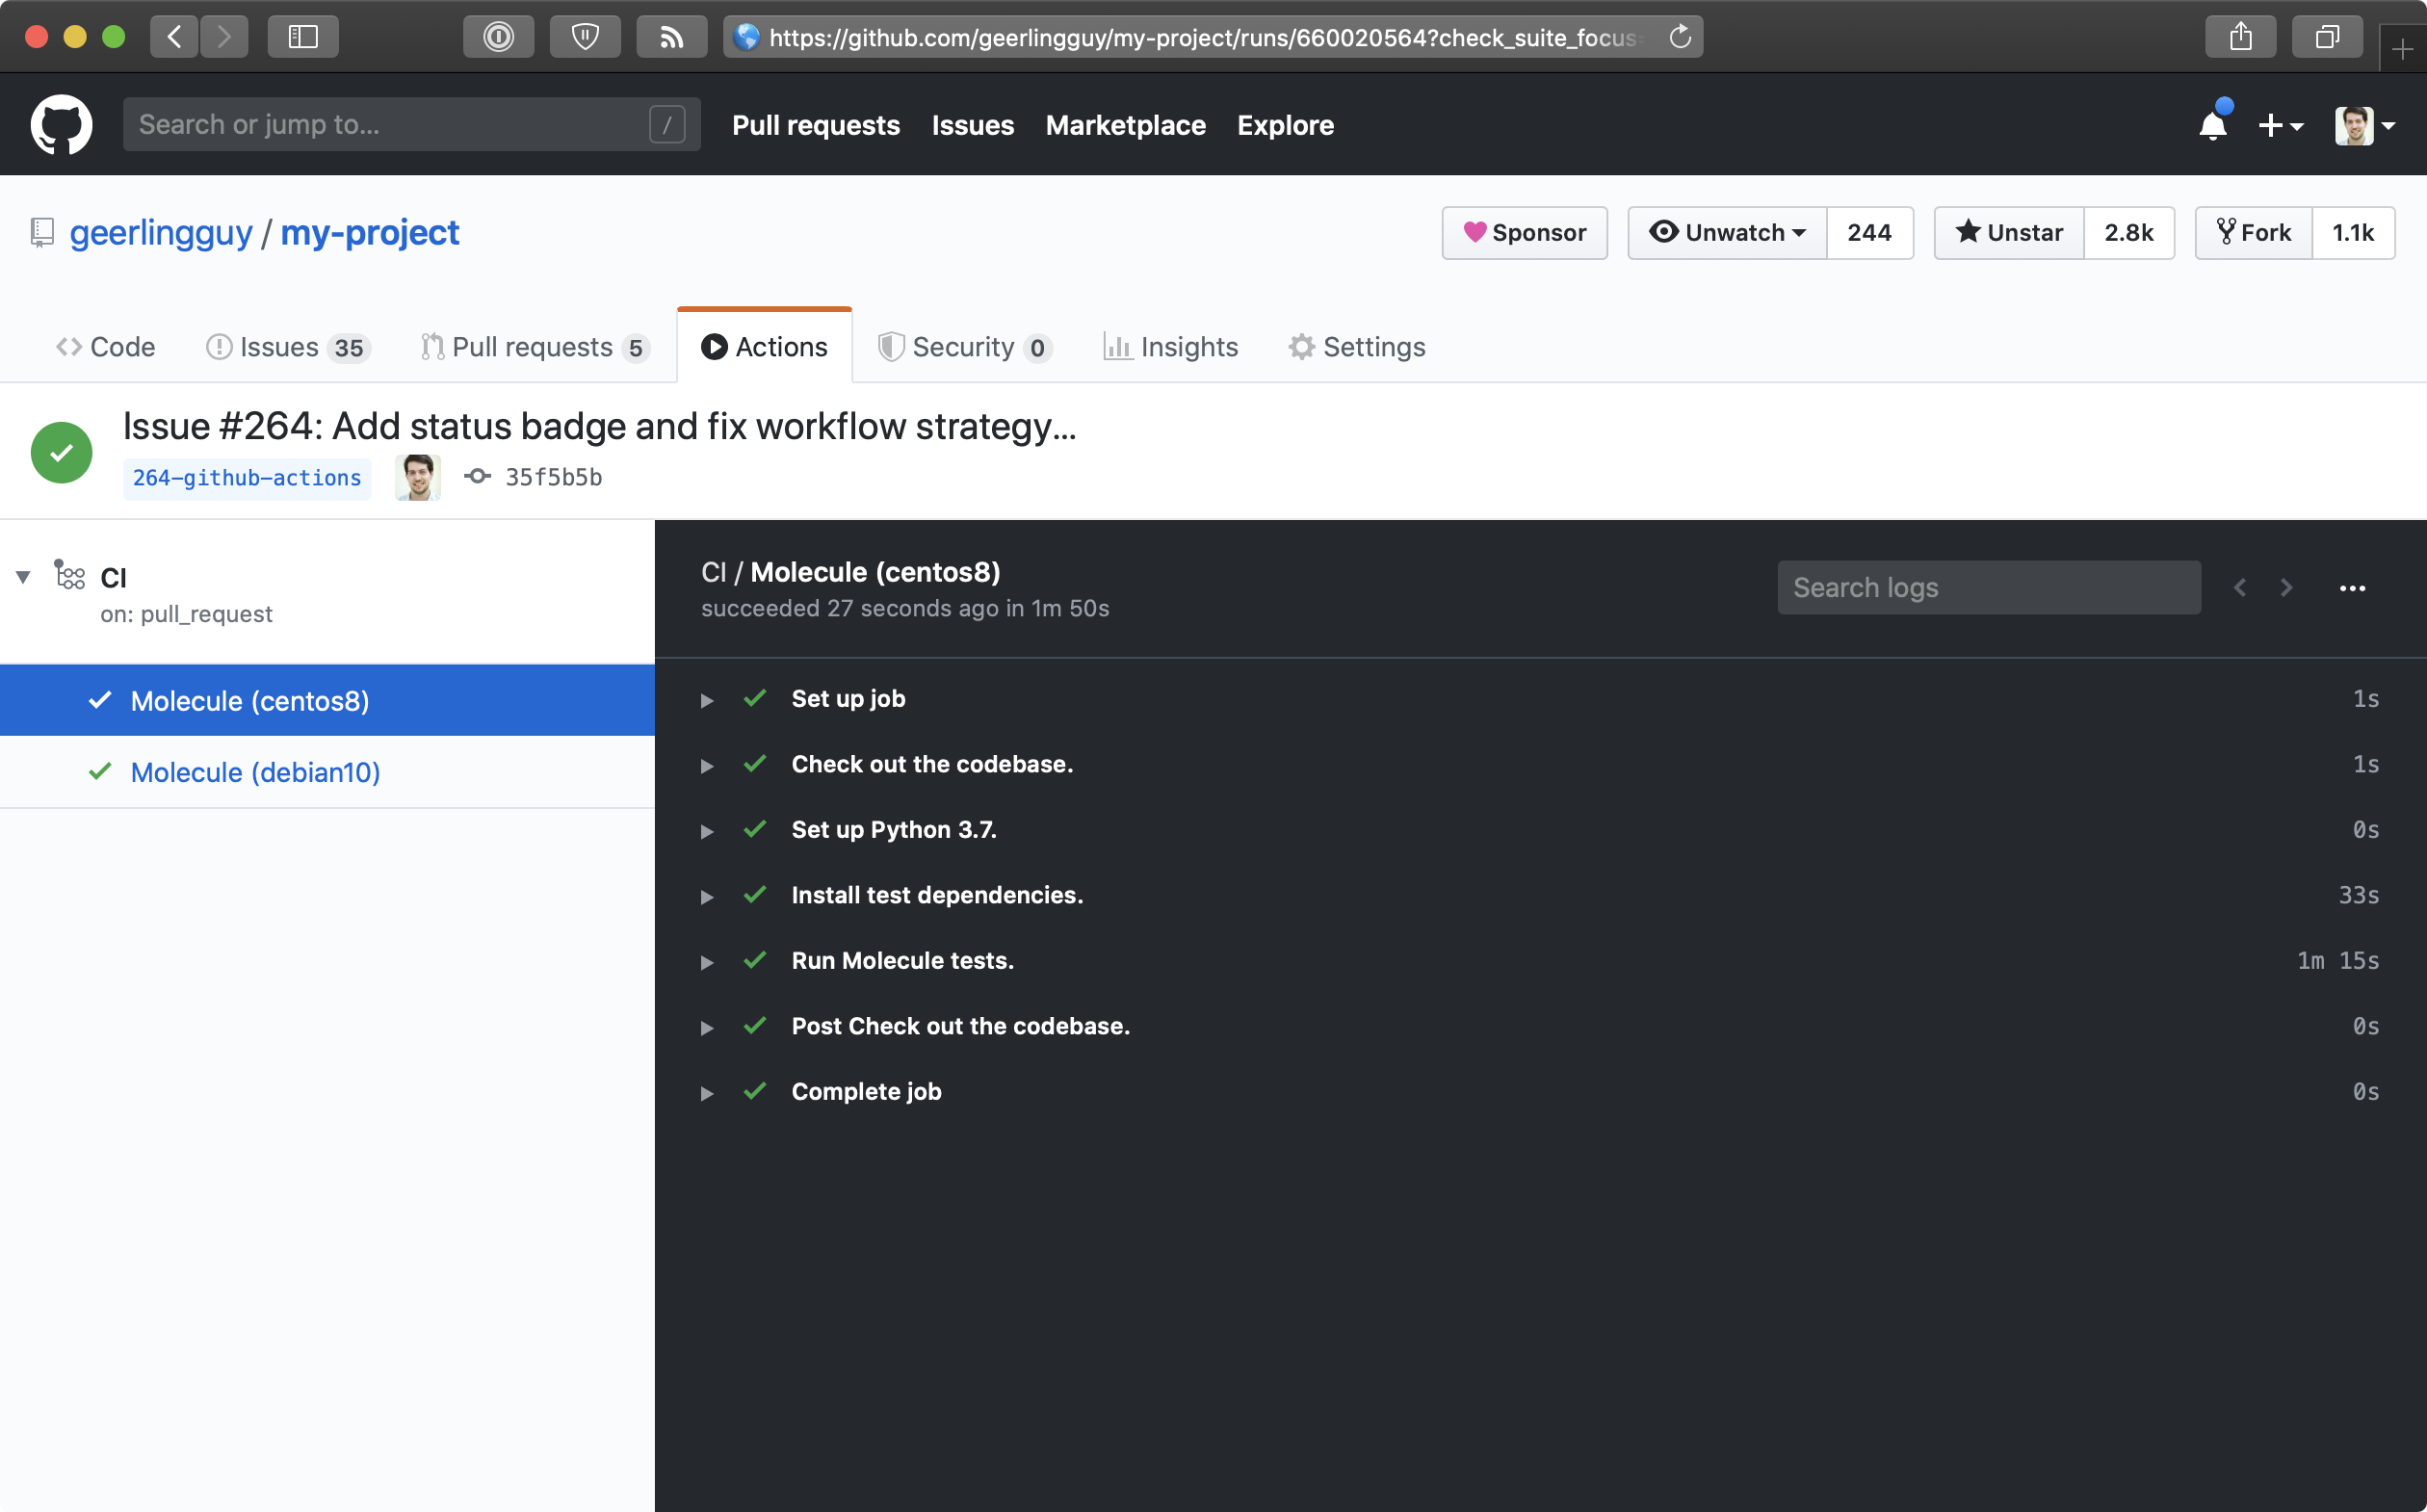 https://github.com/geerlingguy/my-project/runs/660020564?check_suite_focus=
Search or jump to... /
Pull requests Issues Marketplace Explore
geerlingguy / my-project
Sponsor Unwatch 244 Unstar 2.8k Fork 1.1k
Code Issues 35 Pull requests 5 Actions Security 0 Insights Settings
Issue #264: Add status badge and fix workflow strategy...
264-github-actions 35f5b5b
CI
on: pull_request
Molecule (centos8)
Molecule (debian10)
CI / Molecule (centos8)
succeeded 27 seconds ago in 1m 50s
Search logs
Set up job 1s
Check out the codebase. 1s
Set up Python 3.7. 0s
Install test dependencies. 33s
Run Molecule tests. 1m 15s
Post Check out the codebase. 0s
Complete job 0s